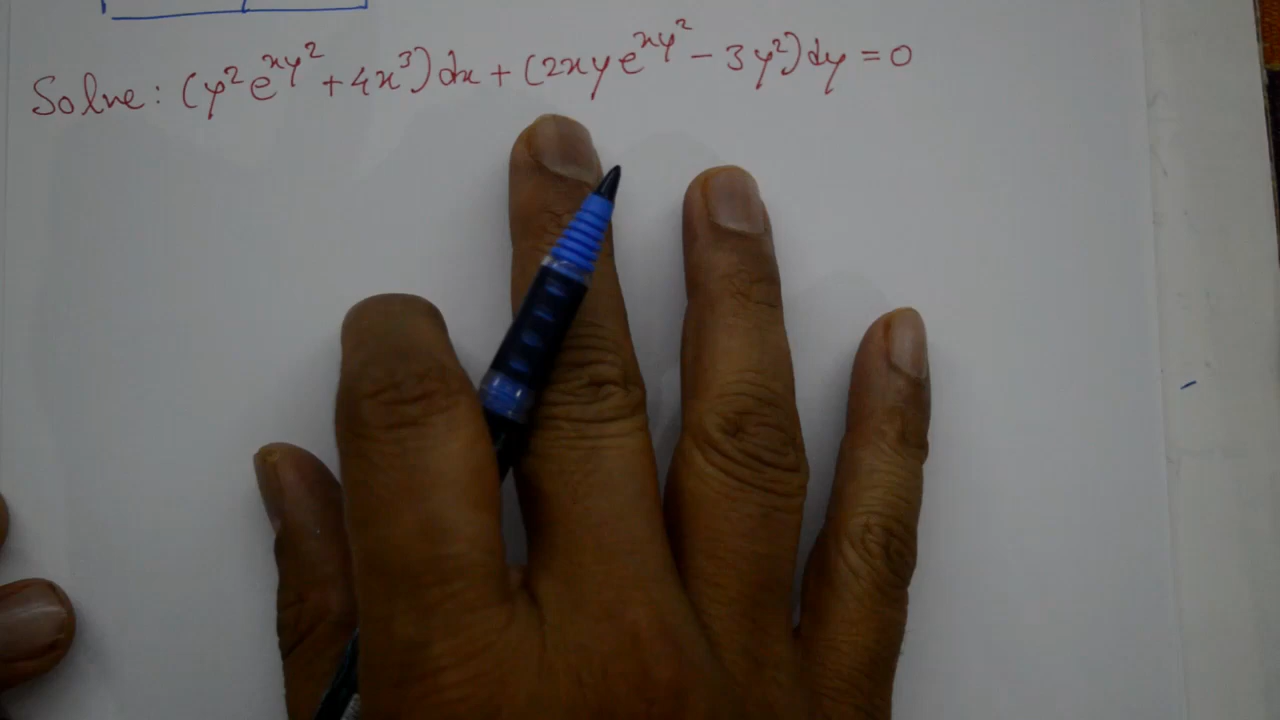 Solve: (y²e^{xy²} + 4x³)dx + (2xye^{xy²} - 3y²)dy = 0